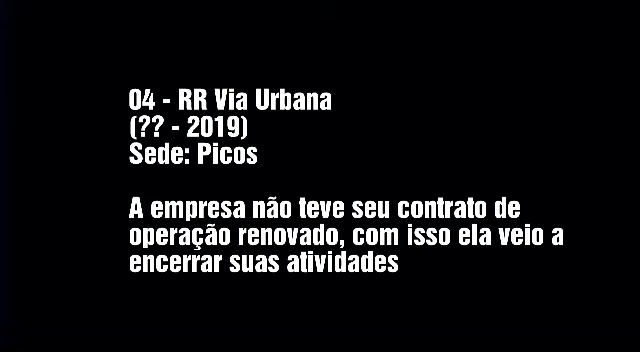 04 - RR Via Urbana
(?? - 2019)
Sede: Picos
A empresa não teve seu contrato de
operação renovado, com isso ela veio a
encerrar suas atividades